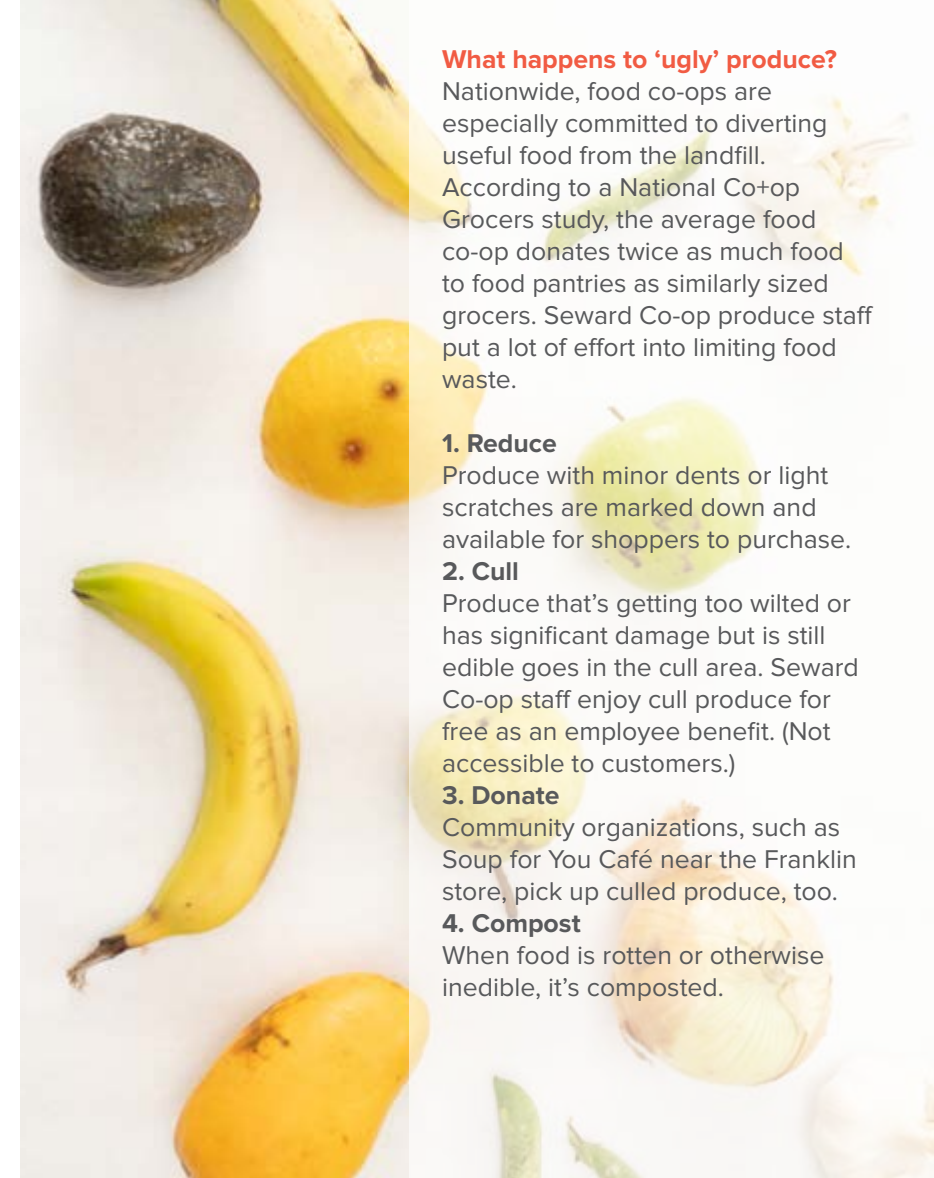 What happens to ‘ugly’ produce?
Nationwide, food co-ops are
especially committed to diverting
useful food from the landfill.
According to a National Co+op
Grocers study, the average food
co-op donates twice as much food
to food pantries as similarly sized
grocers. Seward Co-op produce staff
put a lot of effort into limiting food
waste.
1. Reduce
Produce with minor dents or light
scratches are marked down and
available for shoppers to purchase.
2. Cull
Produce that’s getting too wilted or
has significant damage but is still
edible goes in the cull area. Seward
Co-op staff enjoy cull produce for
free as an employee benefit. (Not
accessible to customers.)
3. Donate
Community organizations, such as
Soup for You Café near the Franklin
store, pick up culled produce, too.
4. Compost
When food is rotten or otherwise
inedible, it’s composted.